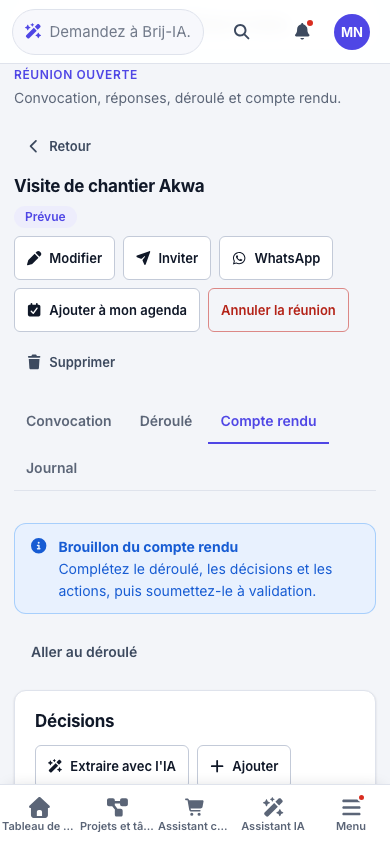 Demandez à Brij-IA.
MN
RÉUNION OUVERTE
Convocation, réponses, déroulé et compte rendu.
Retour
Visite de chantier Akwa
Prévue
Modifier
Inviter
WhatsApp
Ajouter à mon agenda
Annuler la réunion
Supprimer
Convocation
Déroulé
Compte rendu
Journal
Brouillon du compte rendu
Complétez le déroulé, les décisions et les
actions, puis soumettez-le à validation.
Aller au déroulé
Décisions
Extraire avec l'IA
Ajouter
Tableau de ...
Projets et tâ...
Assistant c...
Assistant IA
Menu